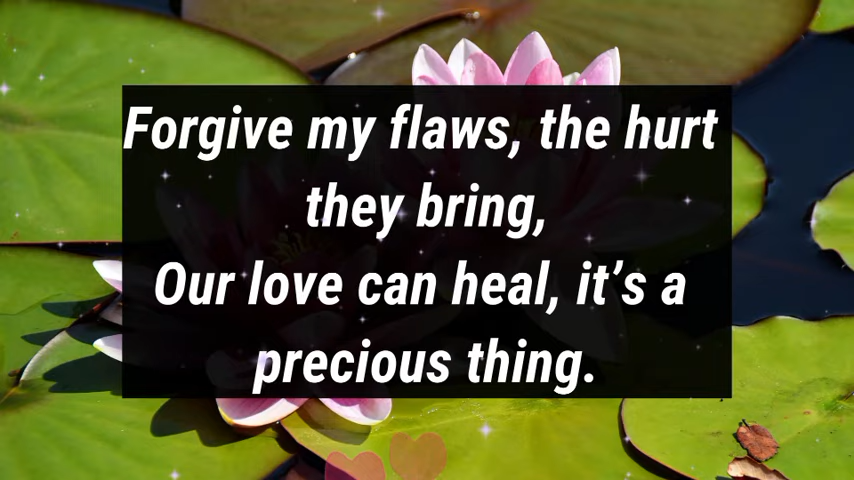 Forgive my flaws, the hurt
they bring,
Our love can heal, it’s a
precious thing.